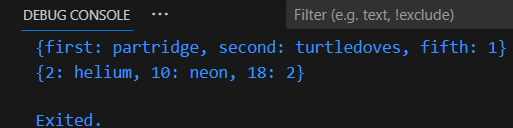 DEBUG CONSOLE ··· Filter (e.g. text, !exclude)
{first: partridge, second: turtledoves, fifth: 1}
{2: helium, 10: neon, 18: 2}
Exited.